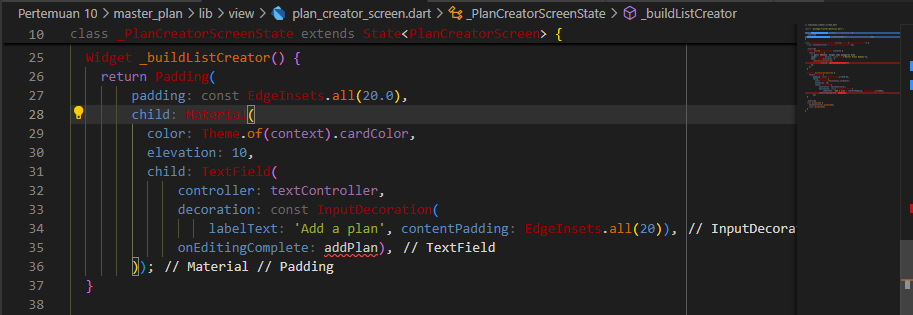 Pertemuan 10 > master_plan > lib > view > plan_creator_screen.dart > _PlanCreatorScreenState > _buildListCreator
10 class _PlanCreatorScreenState extends State<PlanCreatorScreen> {
25 Widget _buildListCreator() {
26 return Padding(
27 padding: const EdgeInsets.all(20.0),
28 child: Material(
29 color: Theme.of(context).cardColor,
30 elevation: 10,
31 child: TextField(
32 controller: textController,
33 decoration: const InputDecoration(
34 labelText: 'Add a plan', contentPadding: EdgeInsets.all(20)), // InputDecora
35 onEditingComplete: addPlan), // TextField
36 )); // Material // Padding
37 }
38